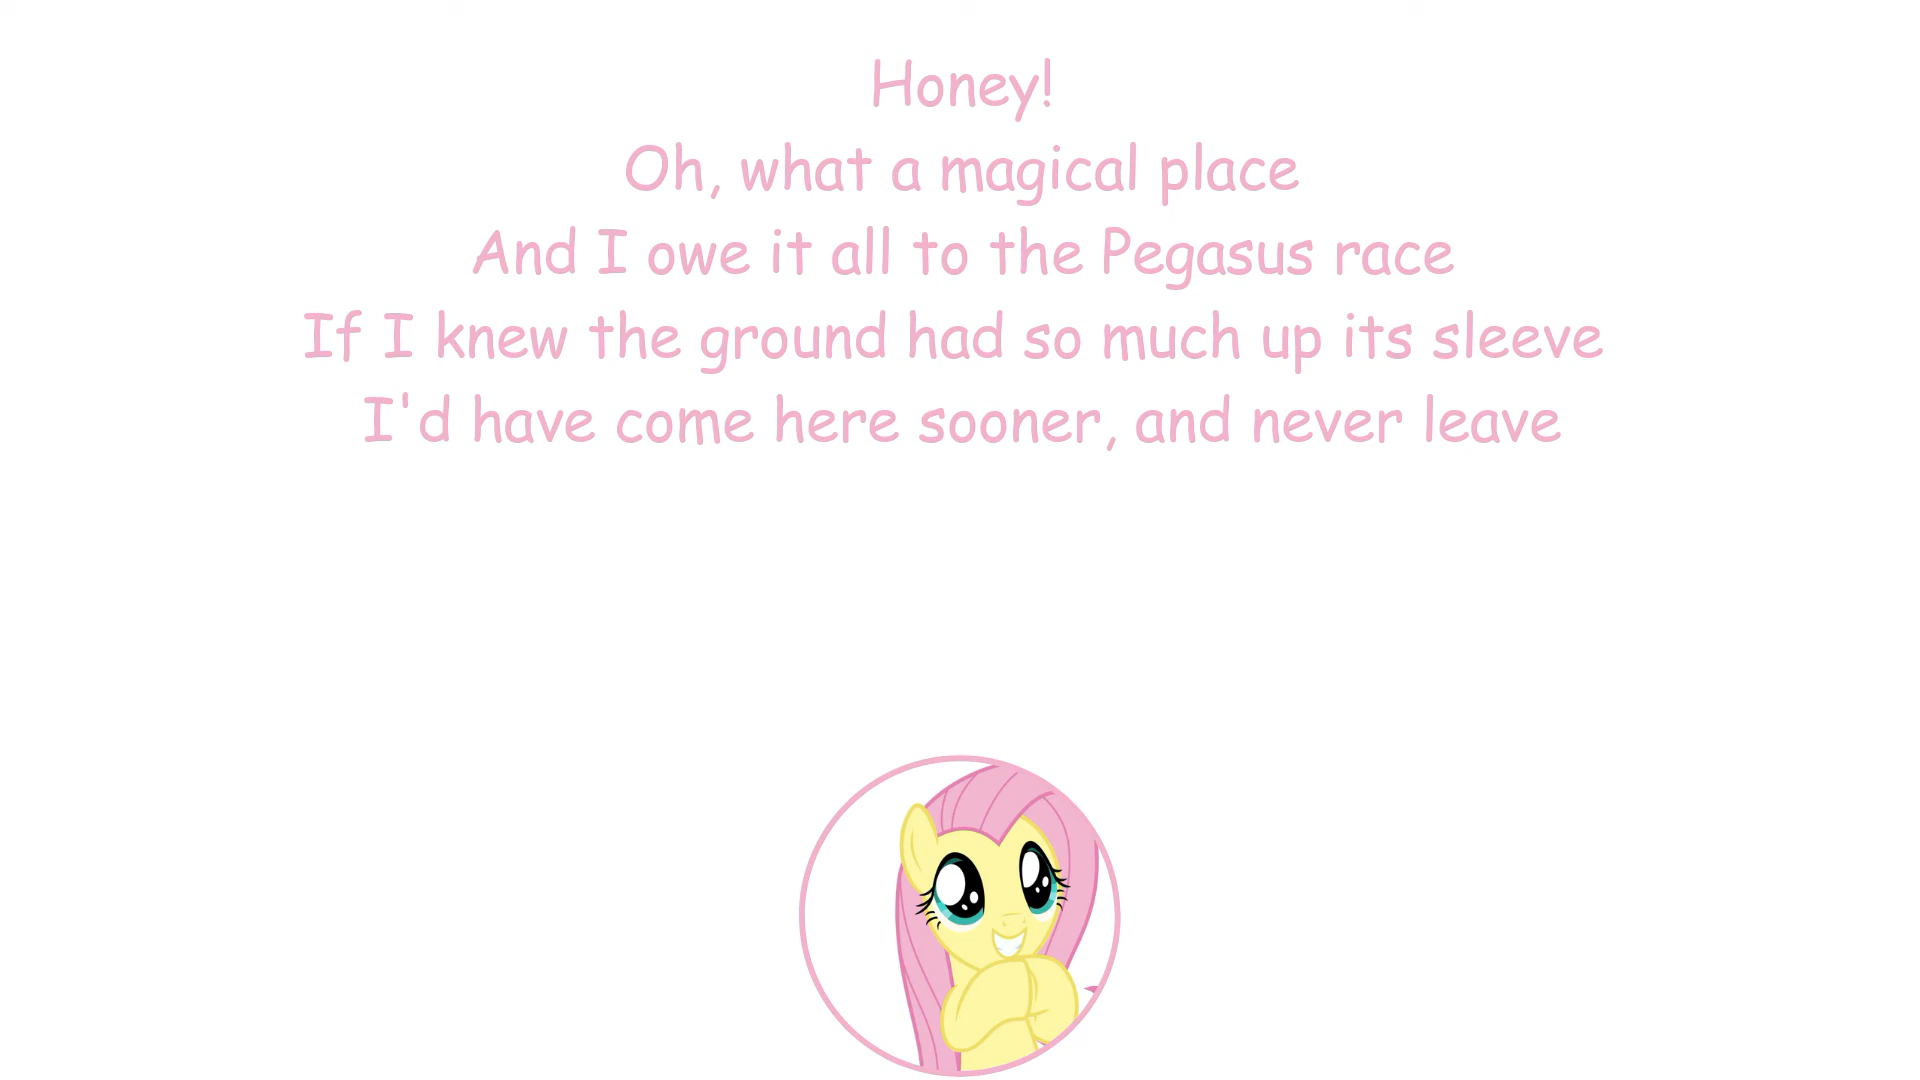 Honey!
Oh, what a magical place
And I owe it all to the Pegasus race
If I knew the ground had so much up its sleeve
I'd have come here sooner, and never leave